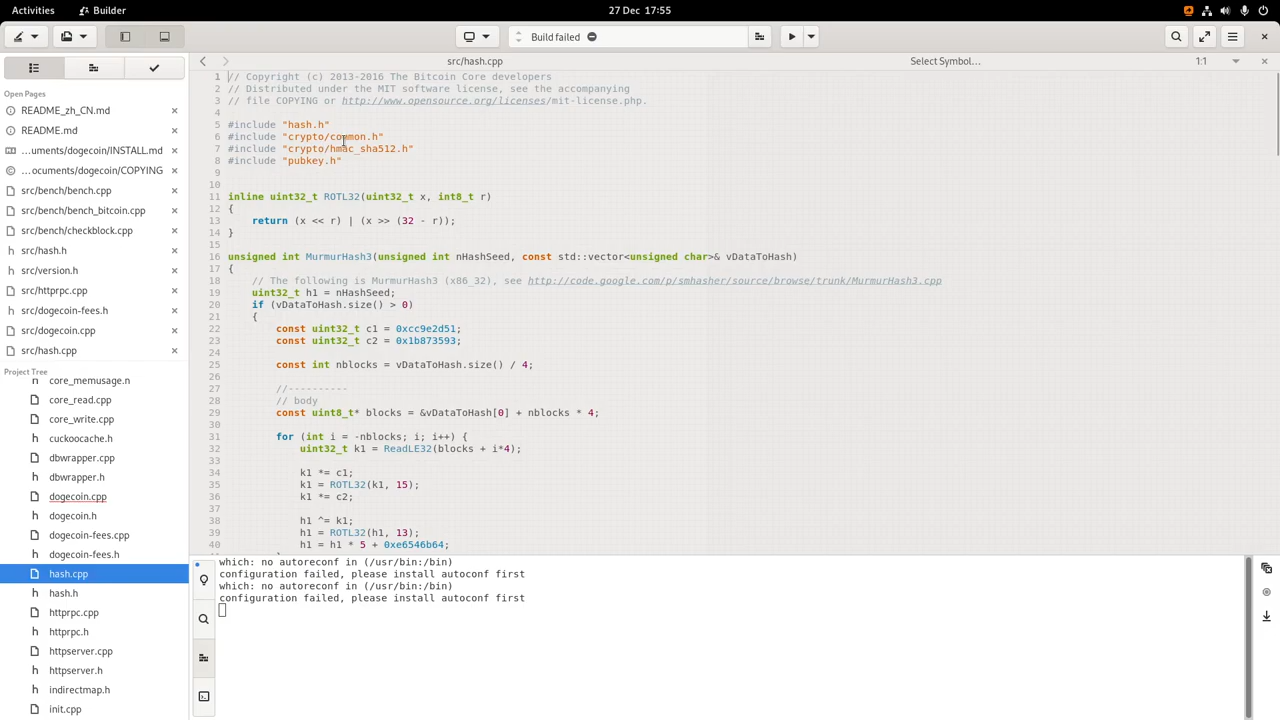 Activities
Builder
27 Dec 17:55
Build failed
src/hash.cpp
Select Symbol...
1:1
Open Pages
README_zh_CN.md
README.md
...uments/dogecoin/INSTALL.md
...ocuments/dogecoin/COPYING
src/bench/bench.cpp
src/bench/bench_bitcoin.cpp
src/bench/checkblock.cpp
src/hash.h
src/version.h
src/httprpc.cpp
src/dogecoin-fees.h
src/dogecoin.cpp
src/hash.cpp
Project Tree
core_memusage.h
core_read.cpp
core_write.cpp
cuckoocache.h
dbwrapper.cpp
dbwrapper.h
dogecoin.cpp
dogecoin.h
dogecoin-fees.cpp
dogecoin-fees.h
hash.cpp
hash.h
httprpc.cpp
httprpc.h
httpserver.cpp
httpserver.h
indirectmap.h
init.cpp
1 // Copyright (c) 2013-2016 The Bitcoin Core developers
2 // Distributed under the MIT software license, see the accompanying
3 // file COPYING or http://www.opensource.org/licenses/mit-license.php.
4
5 #include "hash.h"
6 #include "crypto/common.h"
7 #include "crypto/hmac_sha512.h"
8 #include "pubkey.h"
9
10
11 inline uint32_t ROTL32(uint32_t x, int8_t r)
12 {
13 return (x << r) | (x >> (32 - r));
14 }
15
16 unsigned int MurmurHash3(unsigned int nHashSeed, const std::vector<unsigned char>& vDataToHash)
17 {
18 // The following is MurmurHash3 (x86_32), see http://code.google.com/p/smhasher/source/browse/trunk/MurmurHash3.cpp
19 uint32_t h1 = nHashSeed;
20 if (vDataToHash.size() > 0)
21 {
22 const uint32_t c1 = 0xcc9e2d51;
23 const uint32_t c2 = 0x1b873593;
24
25 const int nblocks = vDataToHash.size() / 4;
26
27 //----------
28 // body
29 const uint8_t* blocks = &vDataToHash[0] + nblocks * 4;
30
31 for (int i = -nblocks; i; i++) {
32 uint32_t k1 = ReadLE32(blocks + i*4);
33
34 k1 *= c1;
35 k1 = ROTL32(k1, 15);
36 k1 *= c2;
37
38 h1 ^= k1;
39 h1 = ROTL32(h1, 13);
40 h1 = h1 * 5 + 0xe6546b64;
which: no autoreconf in (/usr/bin:/bin)
configuration failed, please install autoconf first
which: no autoreconf in (/usr/bin:/bin)
configuration failed, please install autoconf first